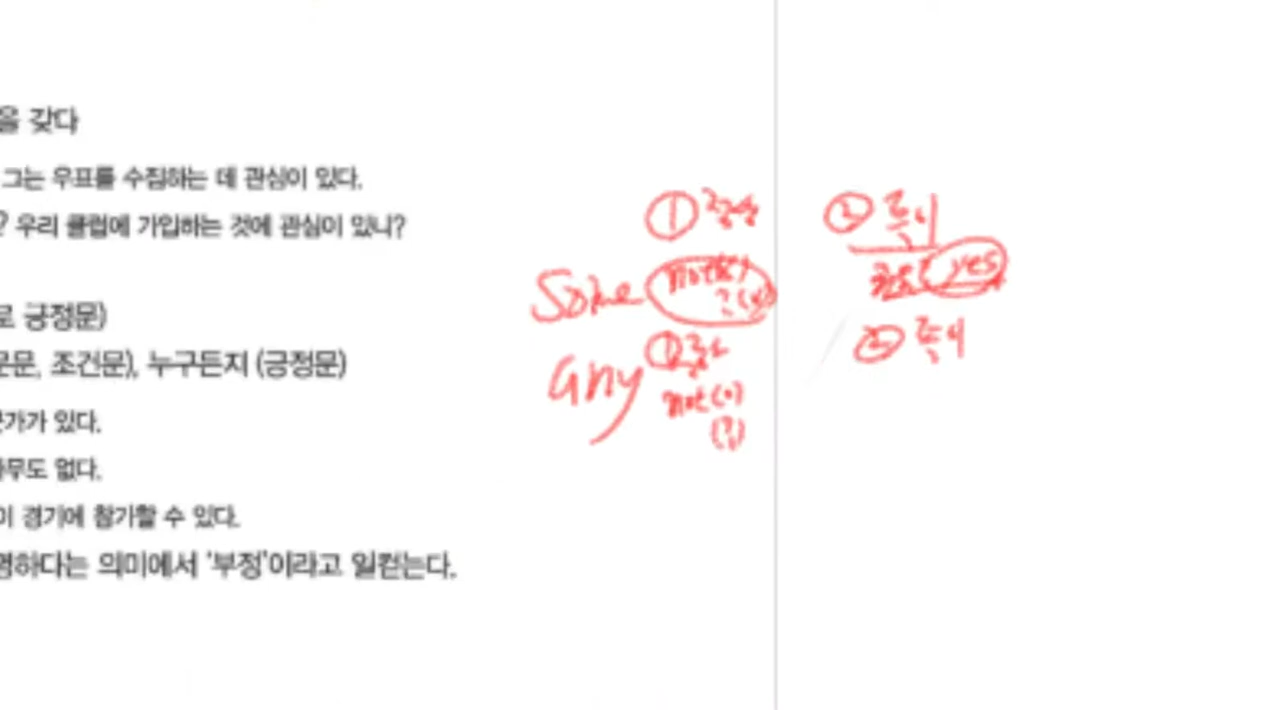 을 갖다
그는 우표를 수집하는 데 관심이 있다.
? 우리 클럽에 가입하는 것에 관심이 있니?
로 긍정문)
문문, 조건문), 누구든지 (긍정문)
군가가 있다.
아무도 없다.
이 경기에 참가할 수 있다.
명하다는 의미에서 '부정'이라고 일컫는다.
①
Some not(x)
any ①
not (o)
(?)
② 특이
yes
② 특이